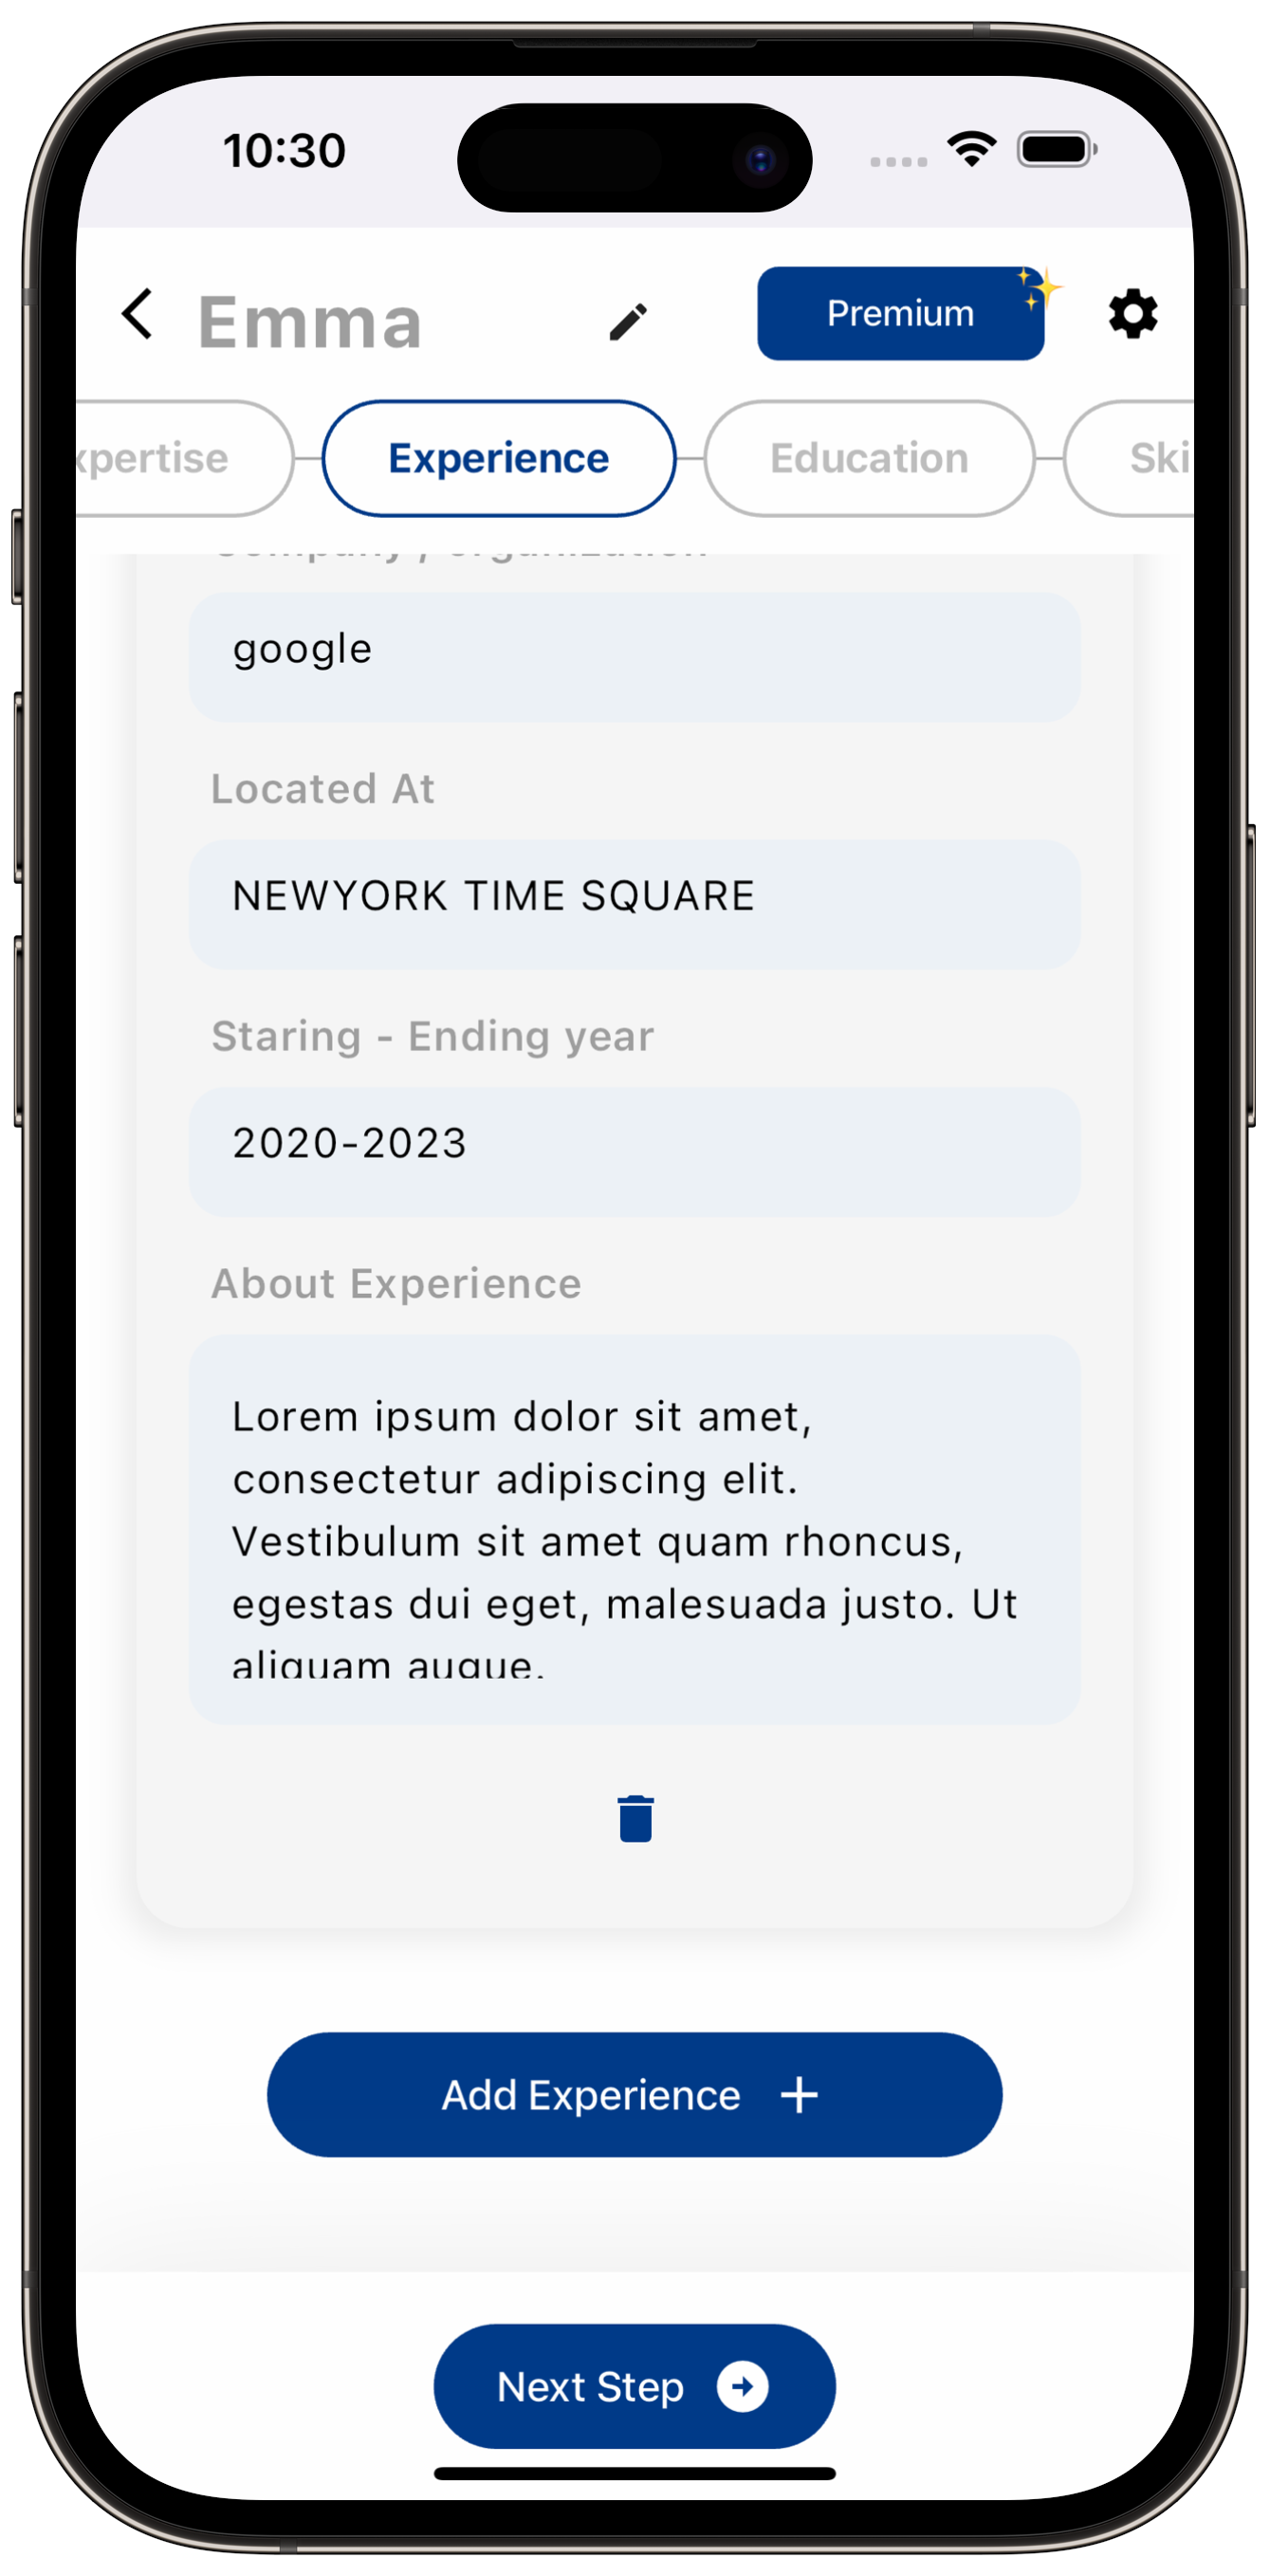 10:30
Emma
Premium
xpertise
Experience
Education
Ski
Company / organization
google
Located At
NEWYORK TIME SQUARE
Staring - Ending year
2020-2023
About Experience
Lorem ipsum dolor sit amet,
consectetur adipiscing elit.
Vestibulum sit amet quam rhoncus,
egestas dui eget, malesuada justo. Ut
aliquam augue.
Add Experience
Next Step